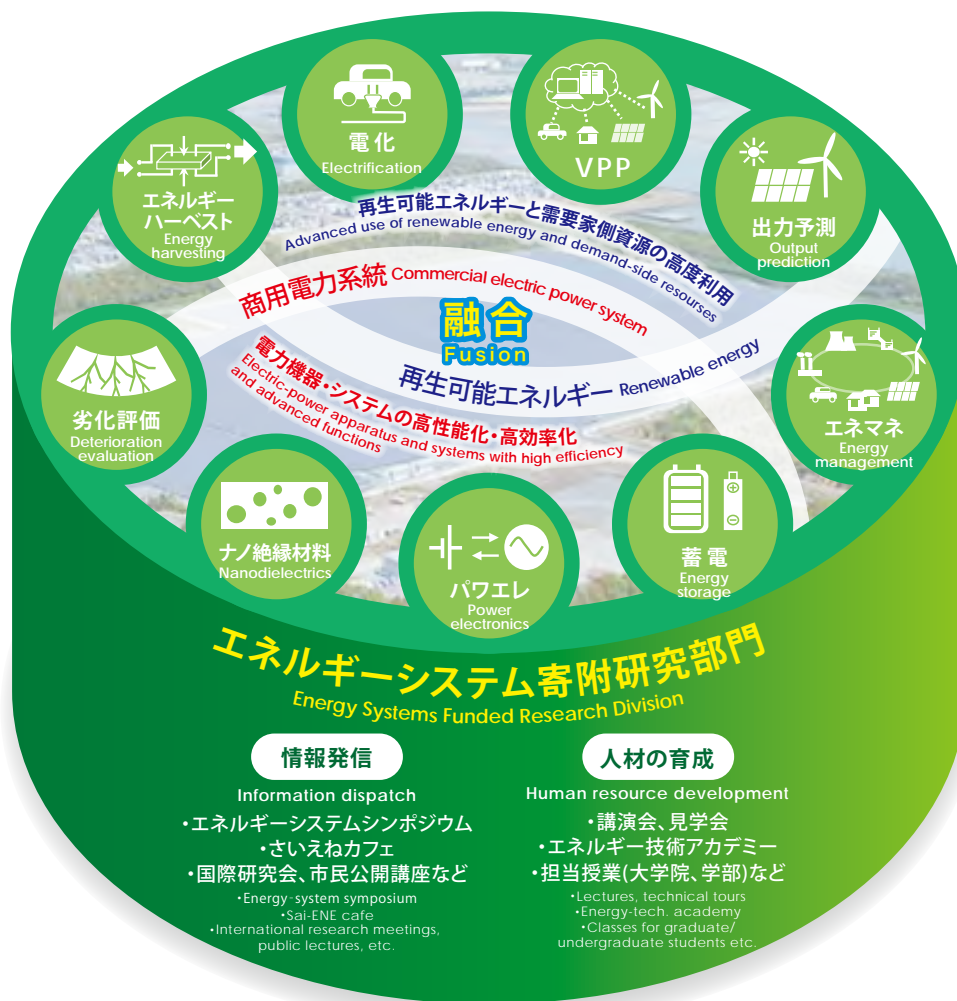 電化
Electrification
VPP
エネルギー
ハーベスト
Energy
harvesting
出力予測
Output
prediction
再生可能エネルギーと需要家側資源の高度利用
Advanced use of renewable energy and demand-side resourses
商用電力系統 Commercial electric power system
融合
Fusion
再生可能エネルギー Renewable energy
電力機器・システムの高性能化・高効率化
Electric-power apparatus and systems with high efficiency
and advanced functions
劣化評価
Deterioration
evaluation
エネマネ
Energy
management
ナノ絶縁材料
Nanodielectrics
パワエレ
Power
electronics
蓄電
Energy
storage
エネルギーシステム寄附研究部門
Energy Systems Funded Research Division
情報発信
Information dispatch
・エネルギーシステムシンポジウム
・さいえねカフェ
・国際研究会、市民公開講座など
・Energy-system symposium
・Sai-ENE cafe
・International research meetings,
public lectures, etc.
人材の育成
Human resource development
・講演会、見学会
・エネルギー技術アカデミー
・担当授業(大学院、学部)など
・Lectures, technical tours
・Energy-tech. academy
・Classes for graduate/
undergraduate students etc.